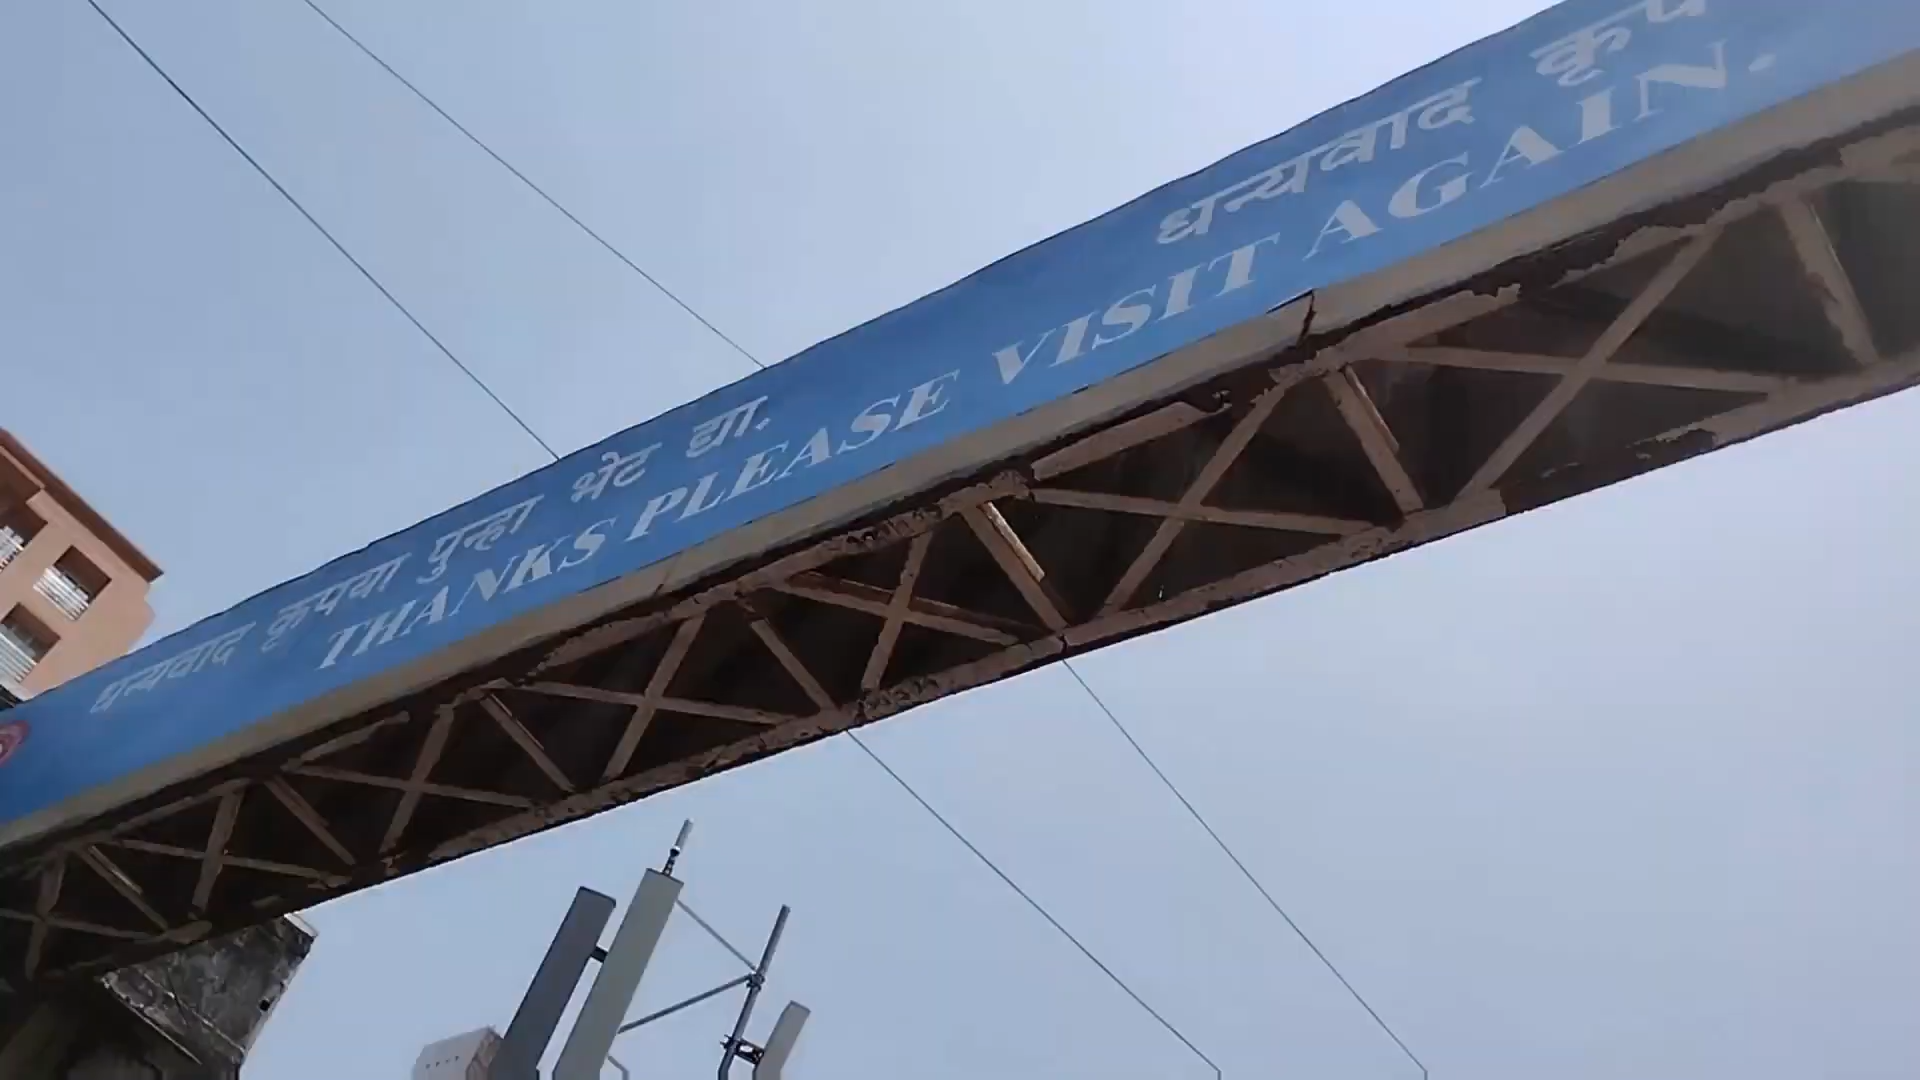 धन्यवाद कृपया पुन्हा भेट द्या. धन्यवाद
THANKS PLEASE VISIT AGAIN.